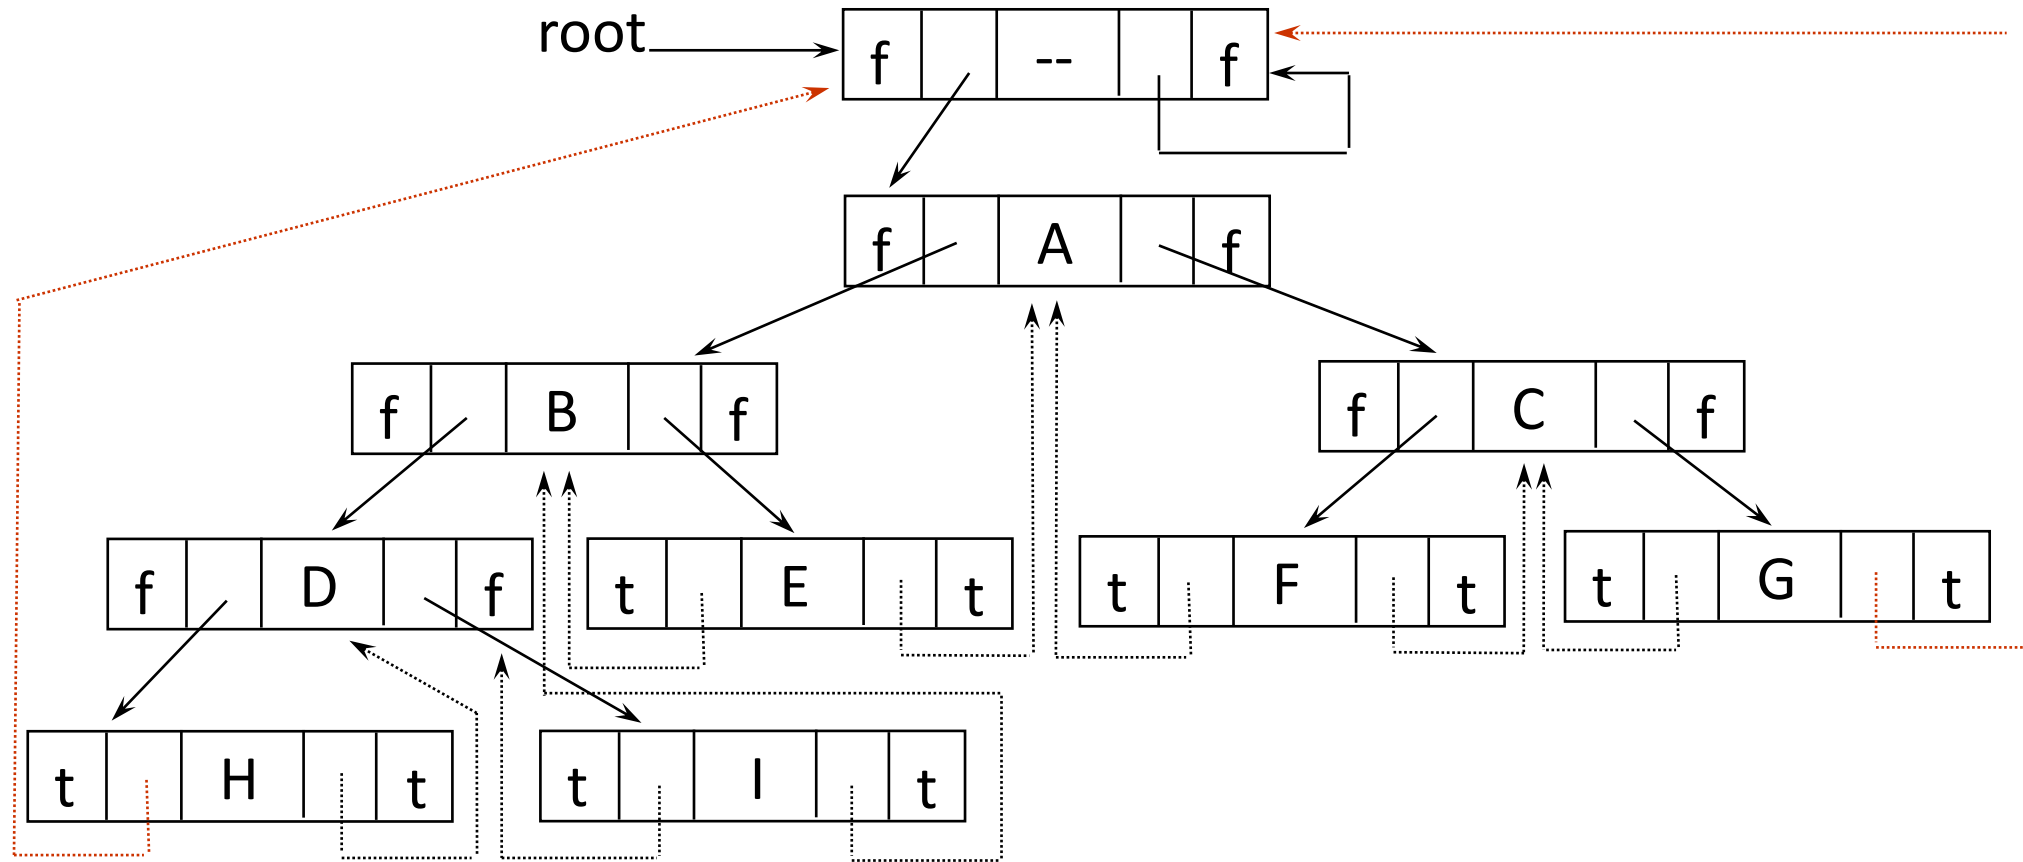 root
f -- f
f A f
f B f
f C f
f D f
t E t
t F t
t G t
t H t
t I t